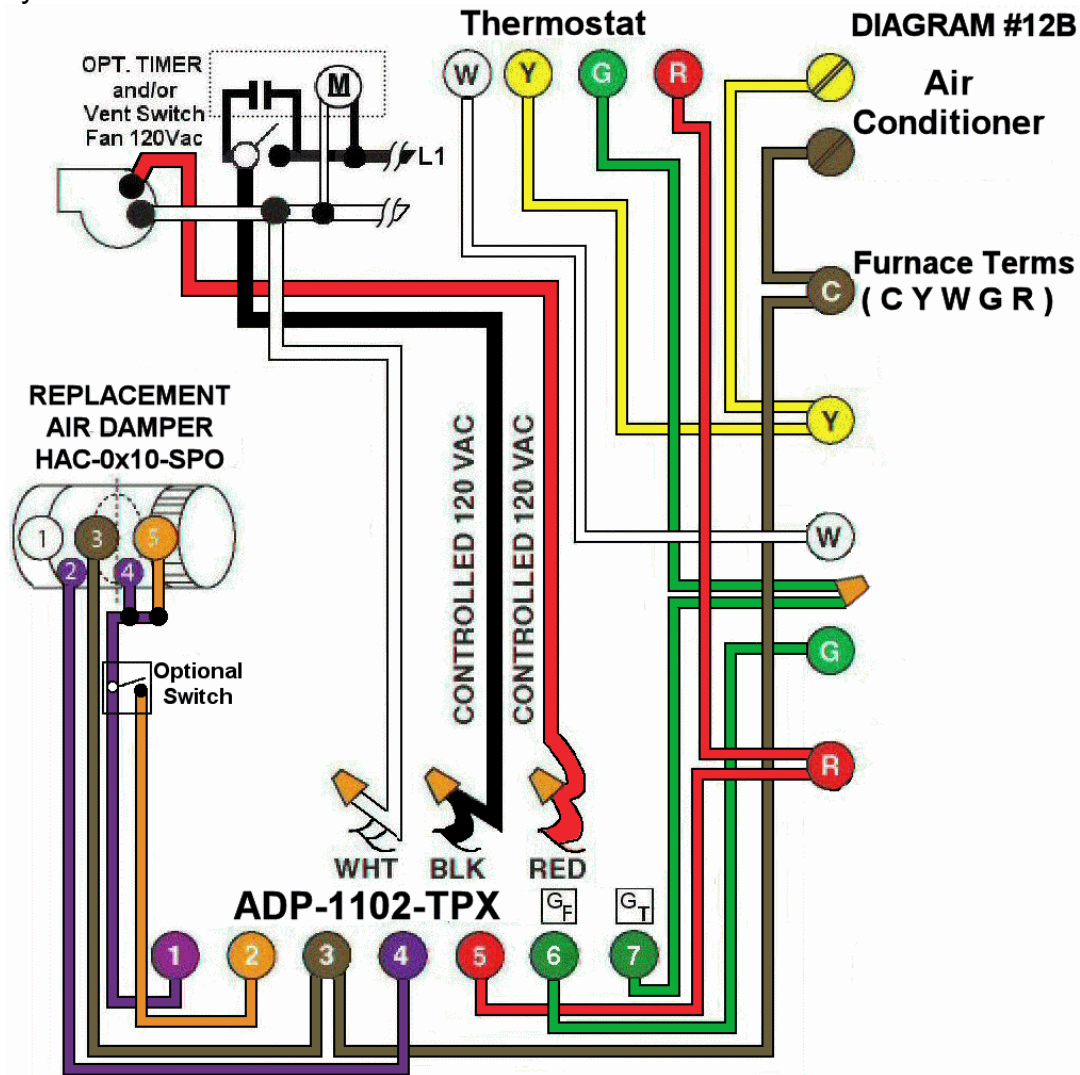 Thermostat
DIAGRAM #12B
OPT. TIMER
and/or
Vent Switch
Fan 120Vac
M
W
Y
G
R
Air
Conditioner
L1
Furnace Terms
( C Y W G R )
C
REPLACEMENT
AIR DAMPER
HAC-0x10-SPO
Y
CONTROLLED 120 VAC
CONTROLLED 120 VAC
1
3
5
2
4
W
G
Optional
Switch
R
WHT
BLK
RED
ADP-1102-TPX
GF
GT
1
2
3
4
5
6
7